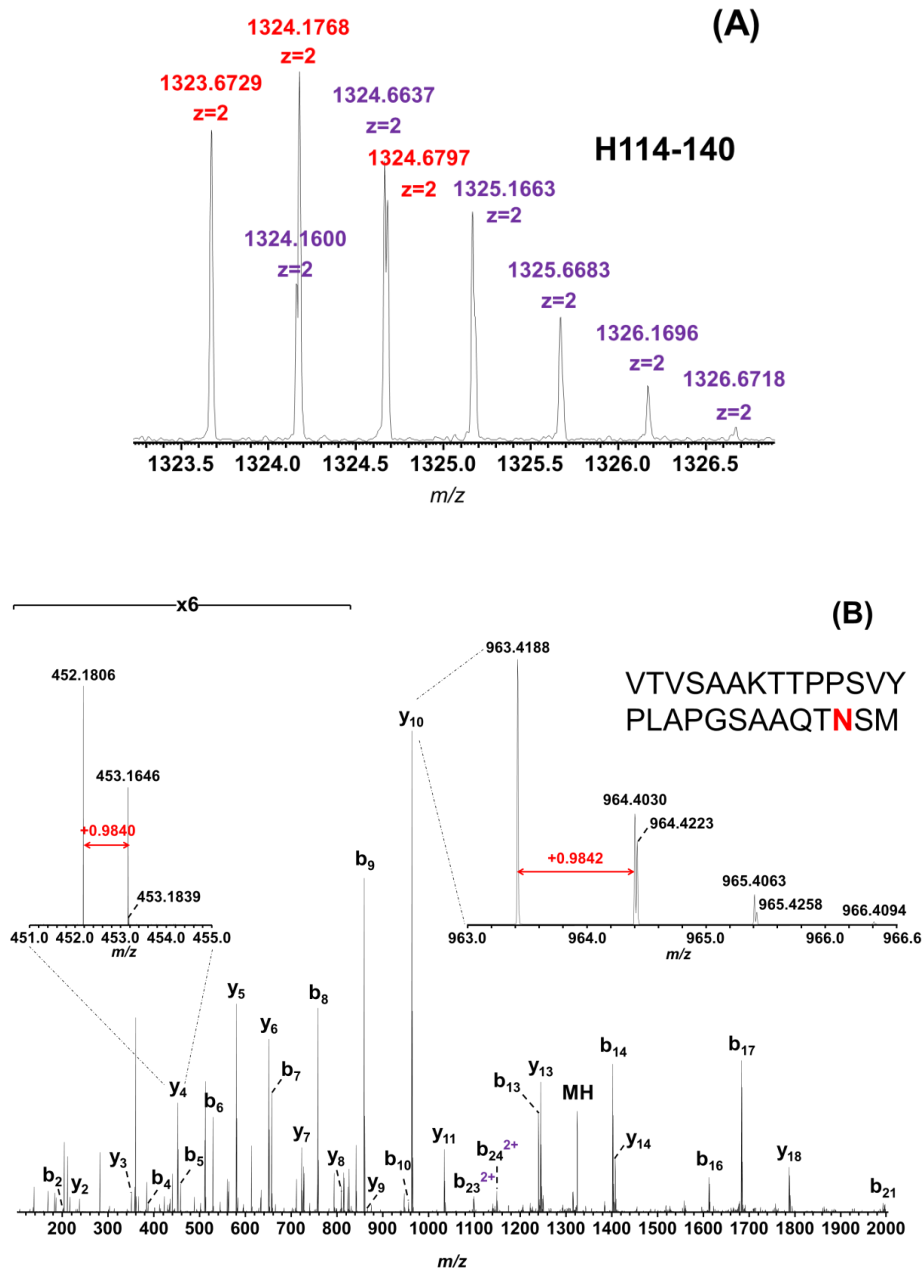 (A)
1324.1768
z=2
1323.6729
z=2
1324.6637
z=2
1324.6797
z=2
1325.1663
z=2
1324.1600
z=2
1325.6683
z=2
1326.1696
z=2
1326.6718
z=2
H114-140
1323.5 1324.0 1324.5 1325.0 1325.5 1326.0 1326.5
m/z
(B)
x6
452.1806
453.1646
+0.9840
453.1839
451.0 452.0 453.0 454.0 455.0
m/z
963.4188
964.4030
964.4223
+0.9842
965.4063
965.4258
966.4094
963.0 964.0 965.0 966.0 966.6
m/z
VTVSAAKTTPPSVY
PLAPGSAAQTNSM
y10
b9
y5
b8
y6
b7
y4
b6
y3
b5
b2
y2
b4
y7
y8
b10
y9
y11
b23 2+
b24 2+
b13
y13
MH
b14
y14
b17
b16
y18
b21
200 300 400 500 600 700 800 900 1000 1100 1200 1300 1400 1500 1600 1700 1800 1900 2000
m/z